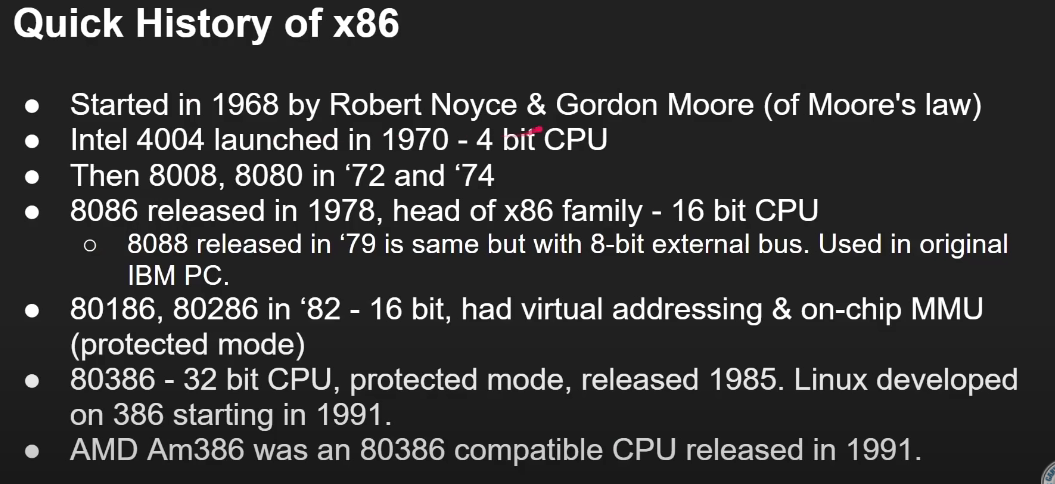 Quick History of x86
● Started in 1968 by Robert Noyce & Gordon Moore (of Moore's law)
● Intel 4004 launched in 1970 - 4 bit CPU
● Then 8008, 8080 in ‘72 and ‘74
● 8086 released in 1978, head of x86 family - 16 bit CPU
○ 8088 released in ‘79 is same but with 8-bit external bus. Used in original
IBM PC.
● 80186, 80286 in ‘82 - 16 bit, had virtual addressing & on-chip MMU
(protected mode)
● 80386 - 32 bit CPU, protected mode, released 1985. Linux developed
on 386 starting in 1991.
● AMD Am386 was an 80386 compatible CPU released in 1991.